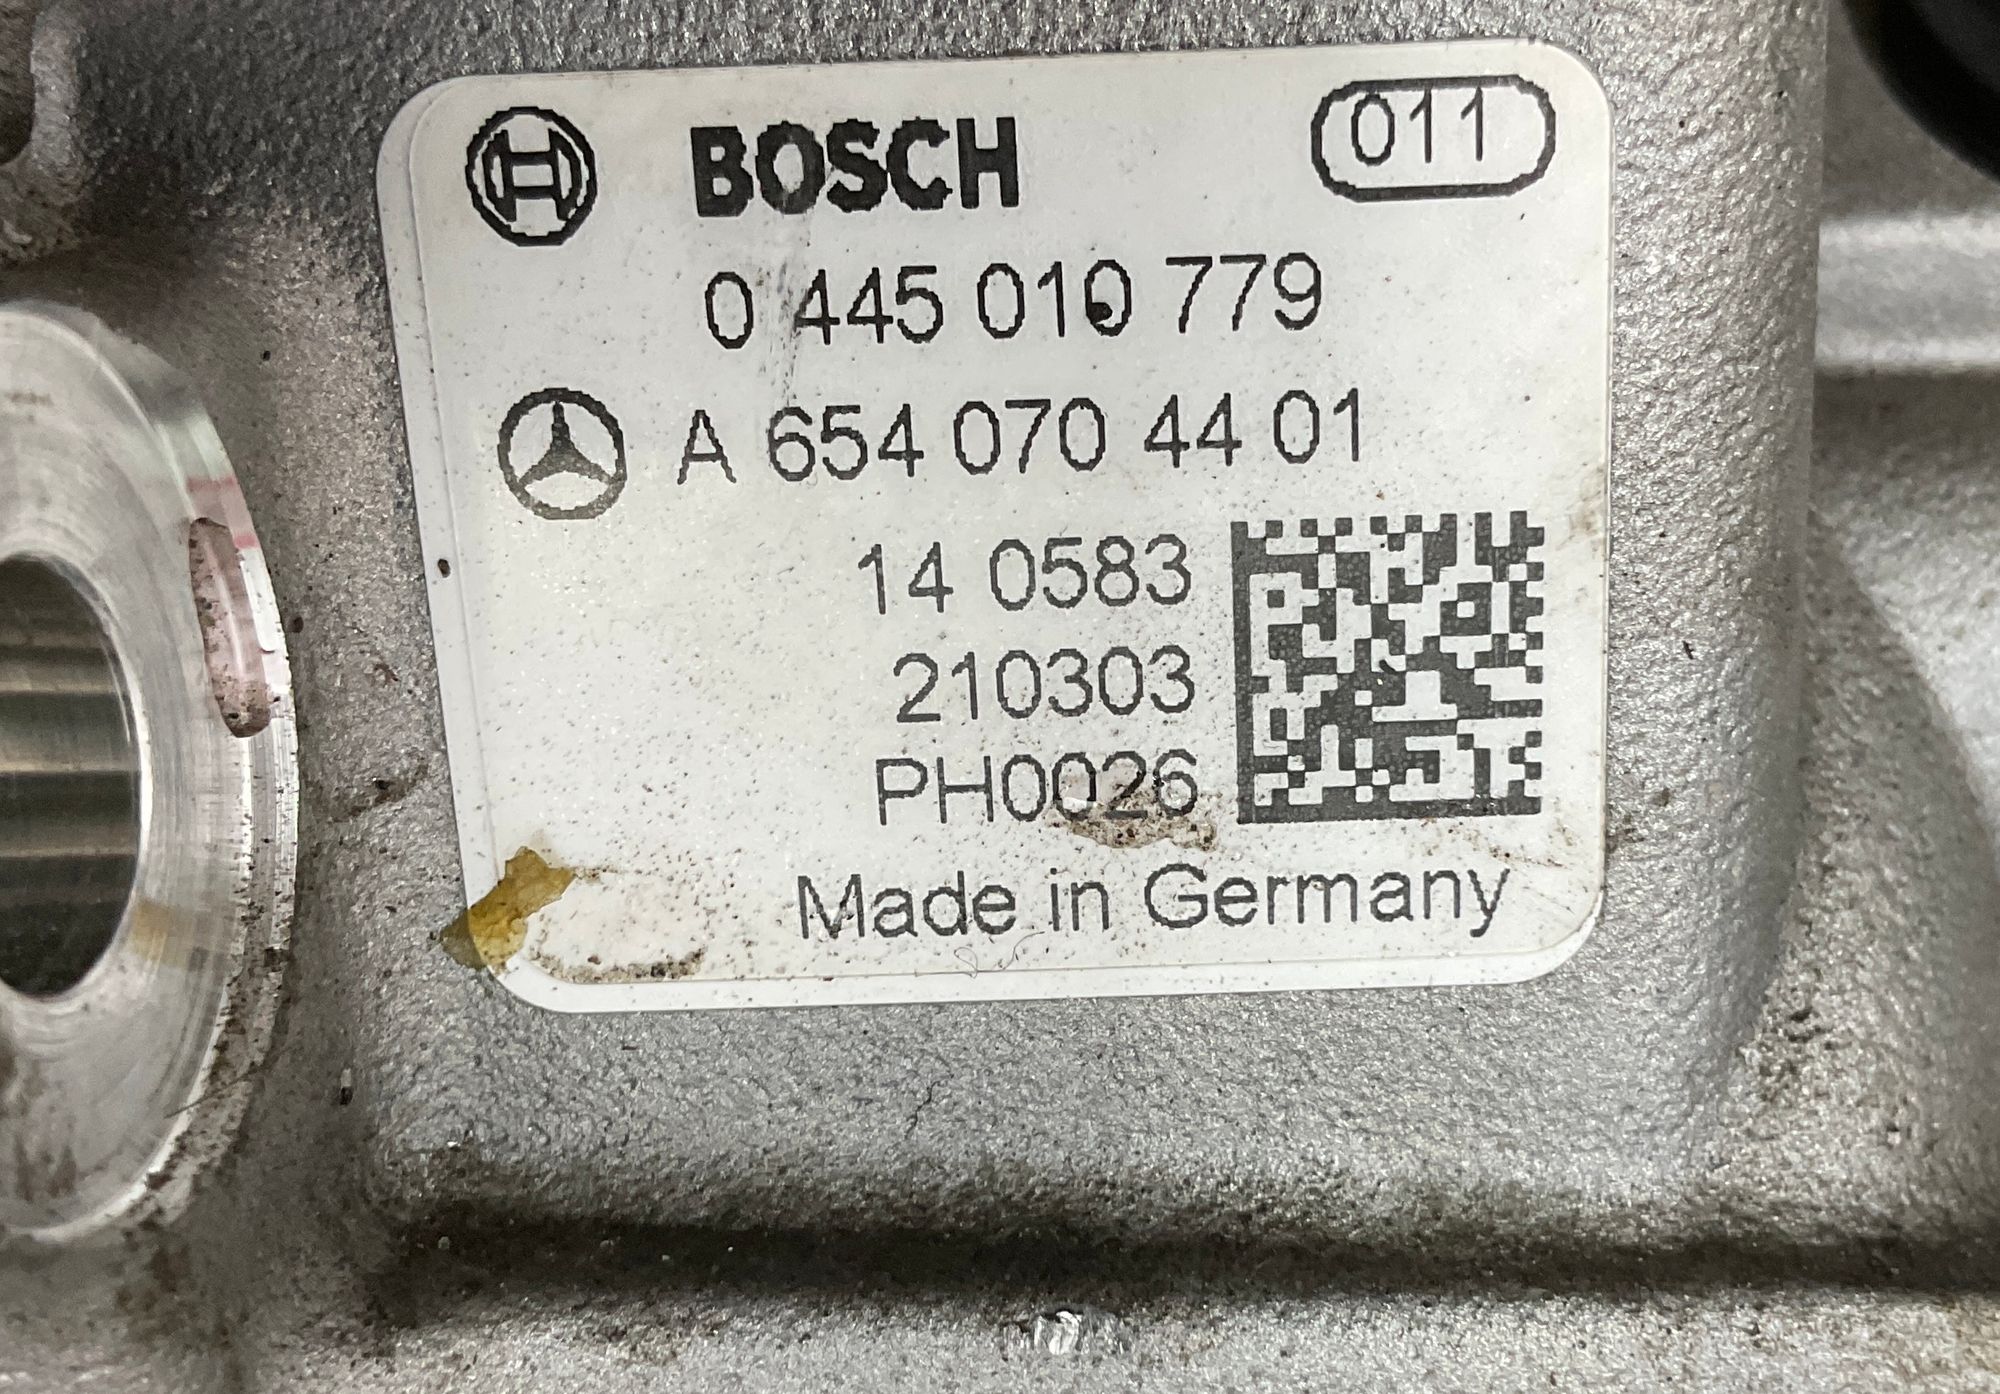 BOSCH 011
0 445 010 779
A 654 070 44 01
14 0583
210303
PH0026
Made in Germany